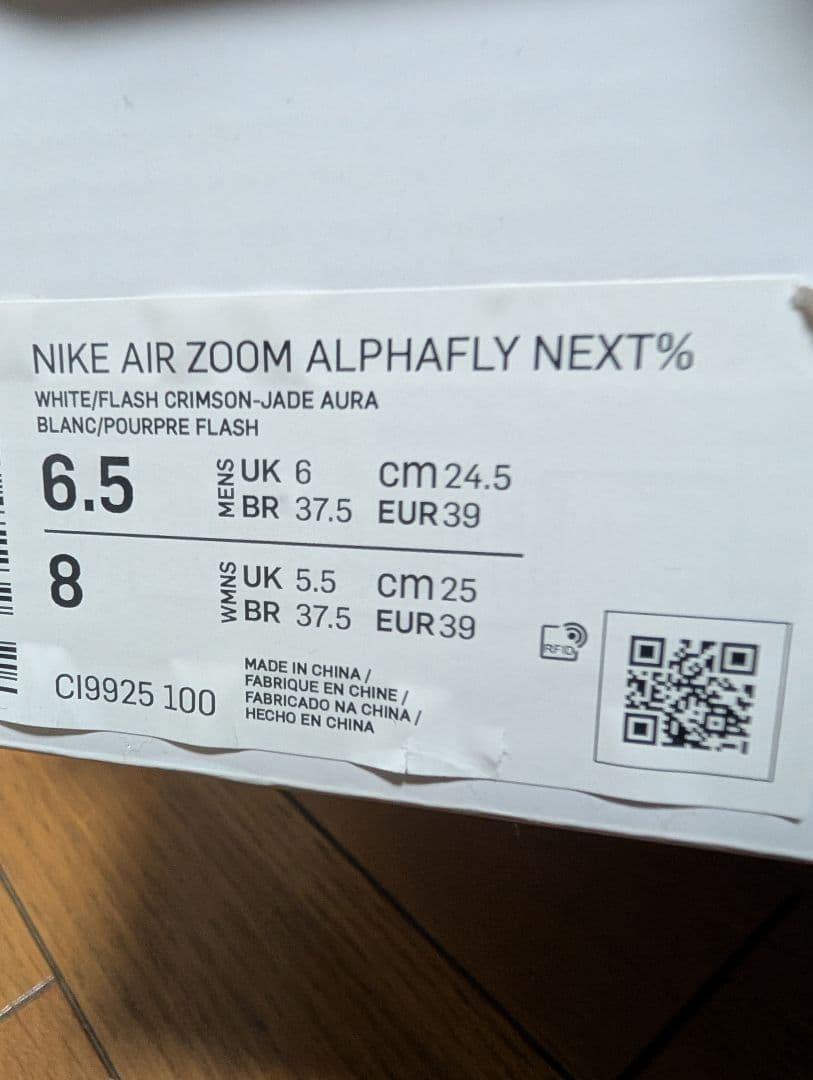 NIKE AIR ZOOM ALPHAFLY NEXT%
WHITE/FLASH CRIMSON-JADE AURA
BLANC/POURPRE FLASH
6.5 MENS UK 6 cm 24.5
BR 37.5 EUR 39
8 WMNS UK 5.5 cm 25
BR 37.5 EUR 39
RFID
CI9925 100
MADE IN CHINA /
FABRIQUE EN CHINE /
FABRICADO NA CHINA /
HECHO EN CHINA